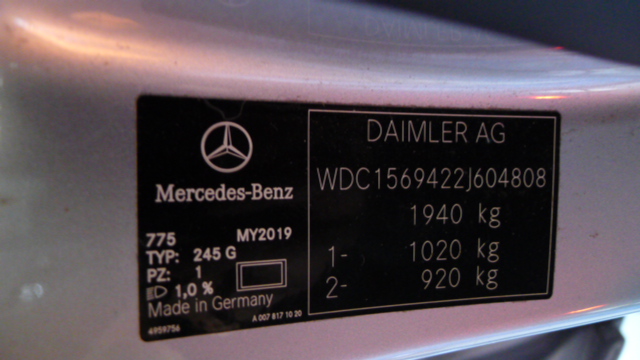 Mercedes-Benz
775 MY2019
TYP: 245 G
PZ: 1
1,0 %
Made in Germany
A 007 817 10 20
4959756
DAIMLER AG
WDC1569422J604808
1940 kg
1- 1020 kg
2- 920 kg